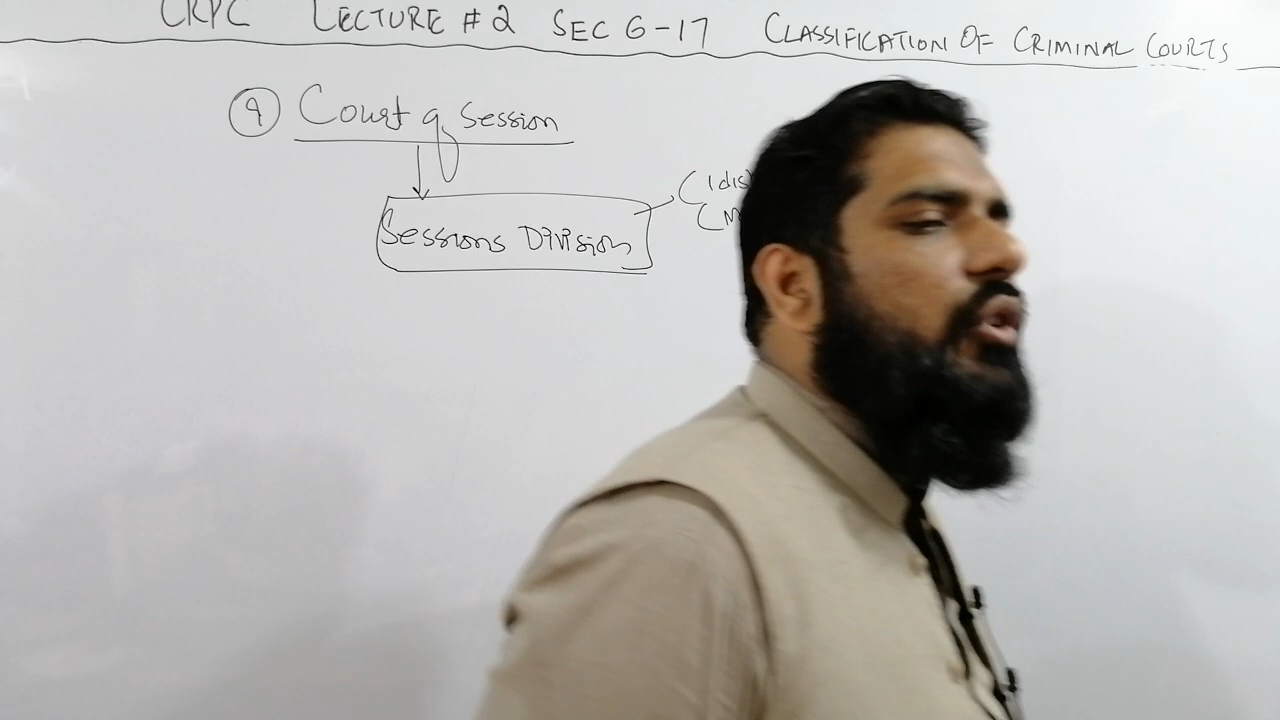 CRPC LECTURE # 2 SEC 6-17 CLASSIFICATION OF CRIMINAL COURTS
9 Court of Session
Sessions Division
(1 dis
(M